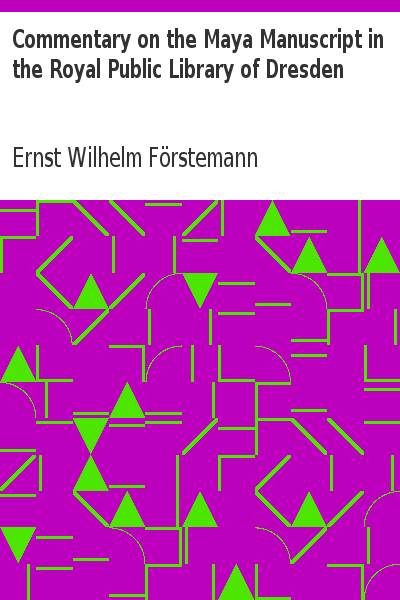 Commentary on the Maya Manuscript in
the Royal Public Library of Dresden
Ernst Wilhelm Förstemann